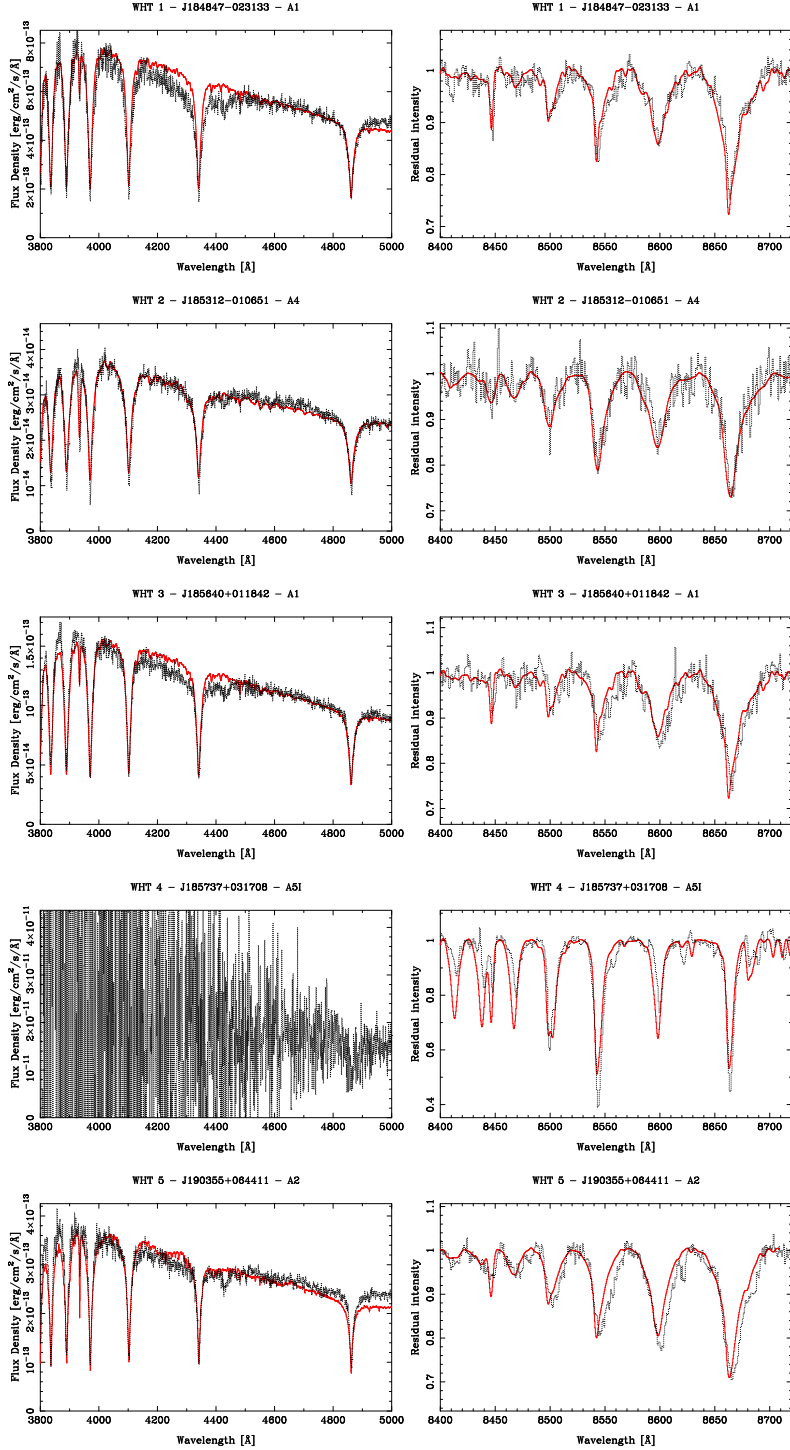 WHT 1 – J184847-023133 – A1
WHT 1 – J184847-023133 – A1
Flux Density [erg/cm²/s/Å]
0
2×10⁻¹³
4×10⁻¹³
6×10⁻¹³
8×10⁻¹³
3800 4000 4200 4400 4600 4800 5000
Wavelength [Å]
Residual intensity
0.7
0.8
0.9
1
8400 8450 8500 8550 8600 8650 8700
Wavelength [Å]
WHT 2 – J185312-010651 – A4
WHT 2 – J185312-010651 – A4
Flux Density [erg/cm²/s/Å]
0
10⁻¹⁴
2×10⁻¹⁴
3×10⁻¹⁴
4×10⁻¹⁴
3800 4000 4200 4400 4600 4800 5000
Wavelength [Å]
Residual intensity
0.7
0.8
0.9
1
1.1
8400 8450 8500 8550 8600 8650 8700
Wavelength [Å]
WHT 3 – J185640+011842 – A1
WHT 3 – J185640+011842 – A1
Flux Density [erg/cm²/s/Å]
0
5×10⁻¹⁴
10⁻¹³
1.5×10⁻¹³
3800 4000 4200 4400 4600 4800 5000
Wavelength [Å]
Residual intensity
0.7
0.8
0.9
1
1.1
8400 8450 8500 8550 8600 8650 8700
Wavelength [Å]
WHT 4 – J185737+031708 – A5I
WHT 4 – J185737+031708 – A5I
Flux Density [erg/cm²/s/Å]
0
10⁻¹¹
2×10⁻¹¹
3×10⁻¹¹
4×10⁻¹¹
3800 4000 4200 4400 4600 4800 5000
Wavelength [Å]
Residual intensity
0.4
0.6
0.8
1
8400 8450 8500 8550 8600 8650 8700
Wavelength [Å]
WHT 5 – J190355+064411 – A2
WHT 5 – J190355+064411 – A2
Flux Density [erg/cm²/s/Å]
0
10⁻¹³
2×10⁻¹³
3×10⁻¹³
4×10⁻¹³
3800 4000 4200 4400 4600 4800 5000
Wavelength [Å]
Residual intensity
0.7
0.8
0.9
1
1.1
8400 8450 8500 8550 8600 8650 8700
Wavelength [Å]